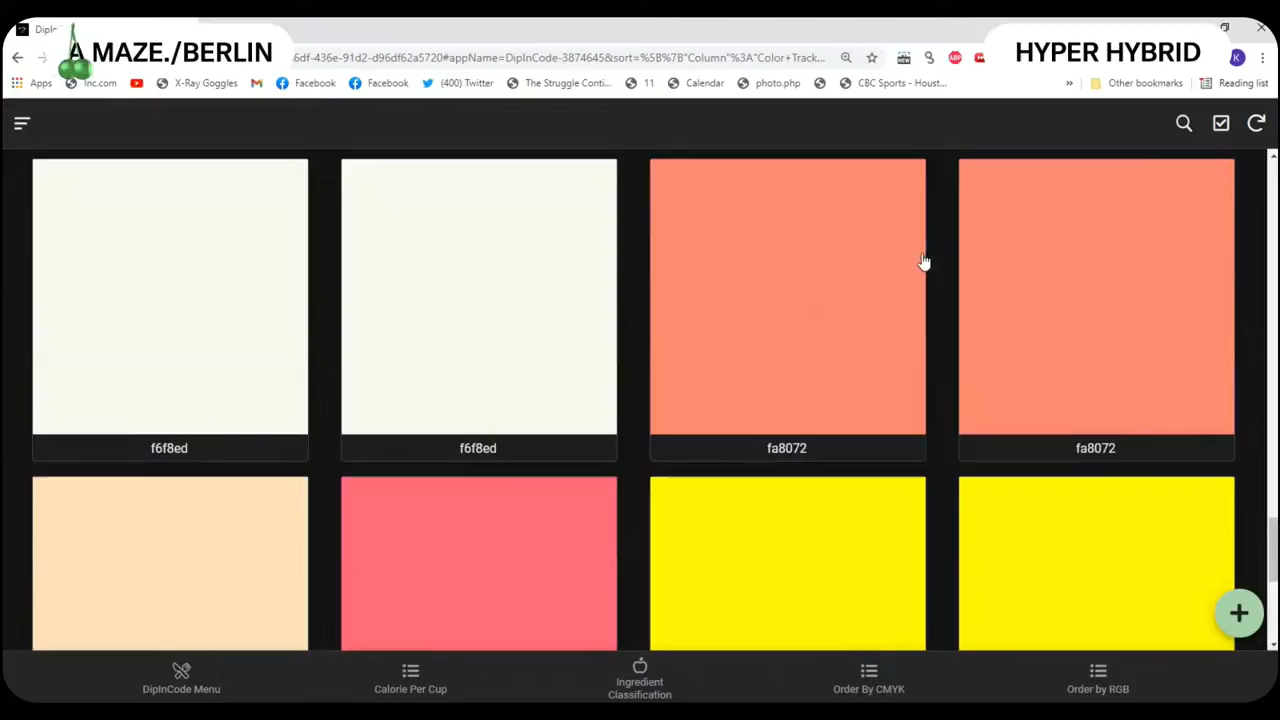 DipIn
A MAZE./BERLIN
HYPER HYBRID
6df-436e-91d2-d96df62a5720#appName=DipInCode-3874645&sort=%5B%7B"Column"%3A"Color+Track...
ABP
K
Apps
Inc.com
X-Ray Goggles
Facebook
Facebook
(400) Twitter
The Struggle Conti...
11
Calendar
photo.php
CBC Sports - Houst...
»
Other bookmarks
Reading list
f6f8ed
f6f8ed
fa8072
fa8072
+
DipInCode Menu
Calorie Per Cup
Ingredient
Classification
Order By CMYK
Order by RGB